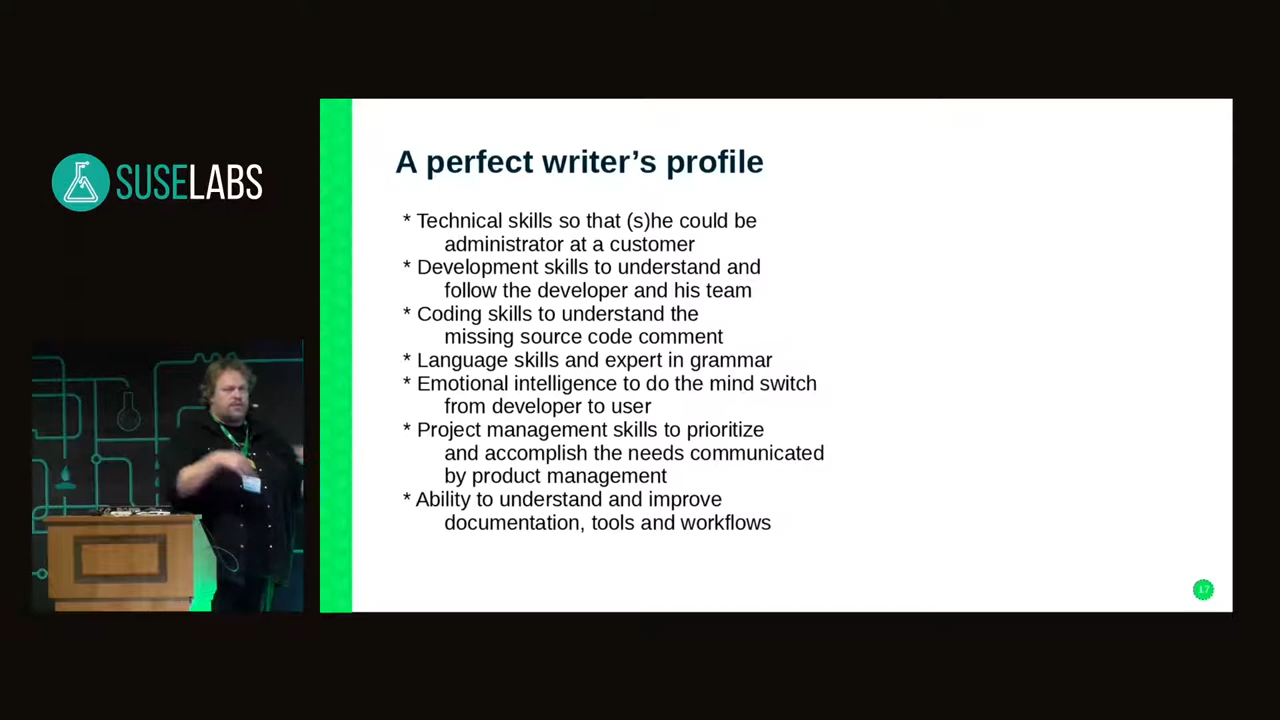 SUSELABS
A perfect writer’s profile
* Technical skills so that (s)he could be
administrator at a customer
* Development skills to understand and
follow the developer and his team
* Coding skills to understand the
missing source code comment
* Language skills and expert in grammar
* Emotional intelligence to do the mind switch
from developer to user
* Project management skills to prioritize
and accomplish the needs communicated
by product management
* Ability to understand and improve
documentation, tools and workflows
17